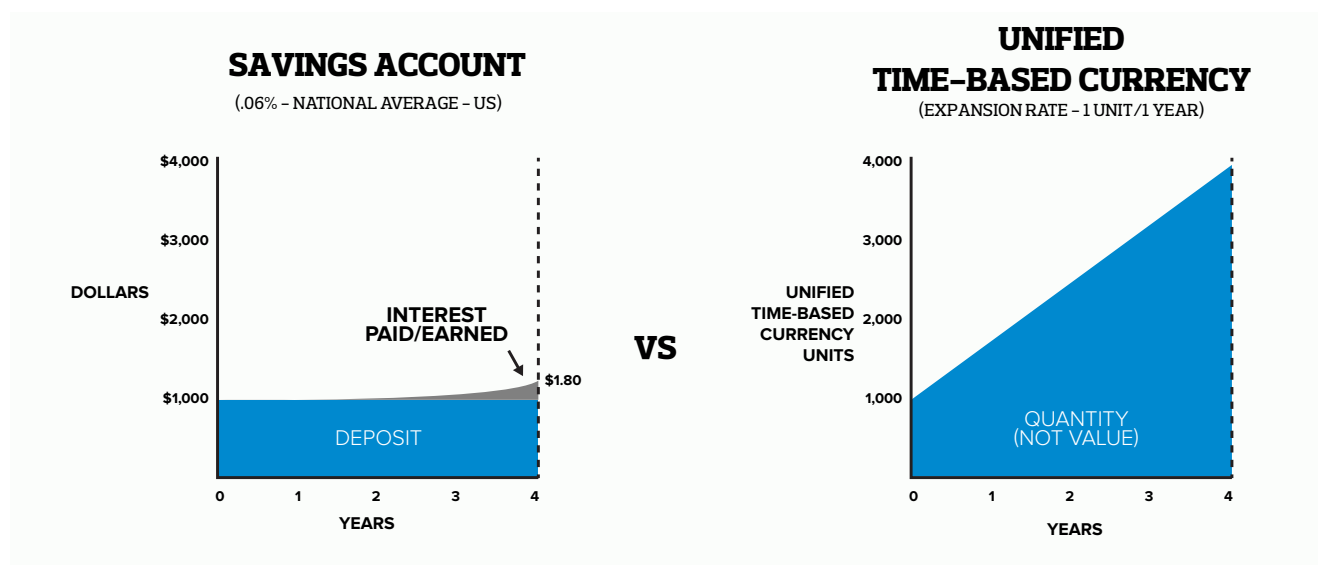 SAVINGS ACCOUNT
(.06% – NATIONAL AVERAGE – US)
$4,000
$3,000
DOLLARS
$2,000
INTEREST
PAID/EARNED
$1.80
$1,000
DEPOSIT
0 1 2 3 4
YEARS
VS
UNIFIED
TIME–BASED CURRENCY
(EXPANSION RATE – 1 UNIT/1 YEAR)
4,000
3,000
UNIFIED
TIME-BASED
CURRENCY
UNITS
2,000
1,000
QUANTITY
(NOT VALUE)
0 1 2 3 4
YEARS